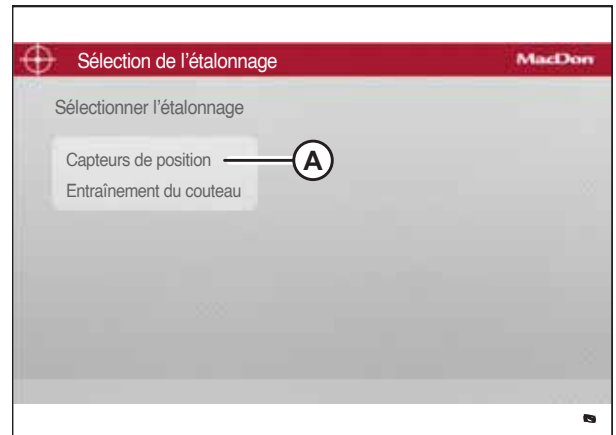 Sélection de l'étalonnage MacDon
Sélectionner l'étalonnage
Capteurs de position A
Entraînement du couteau